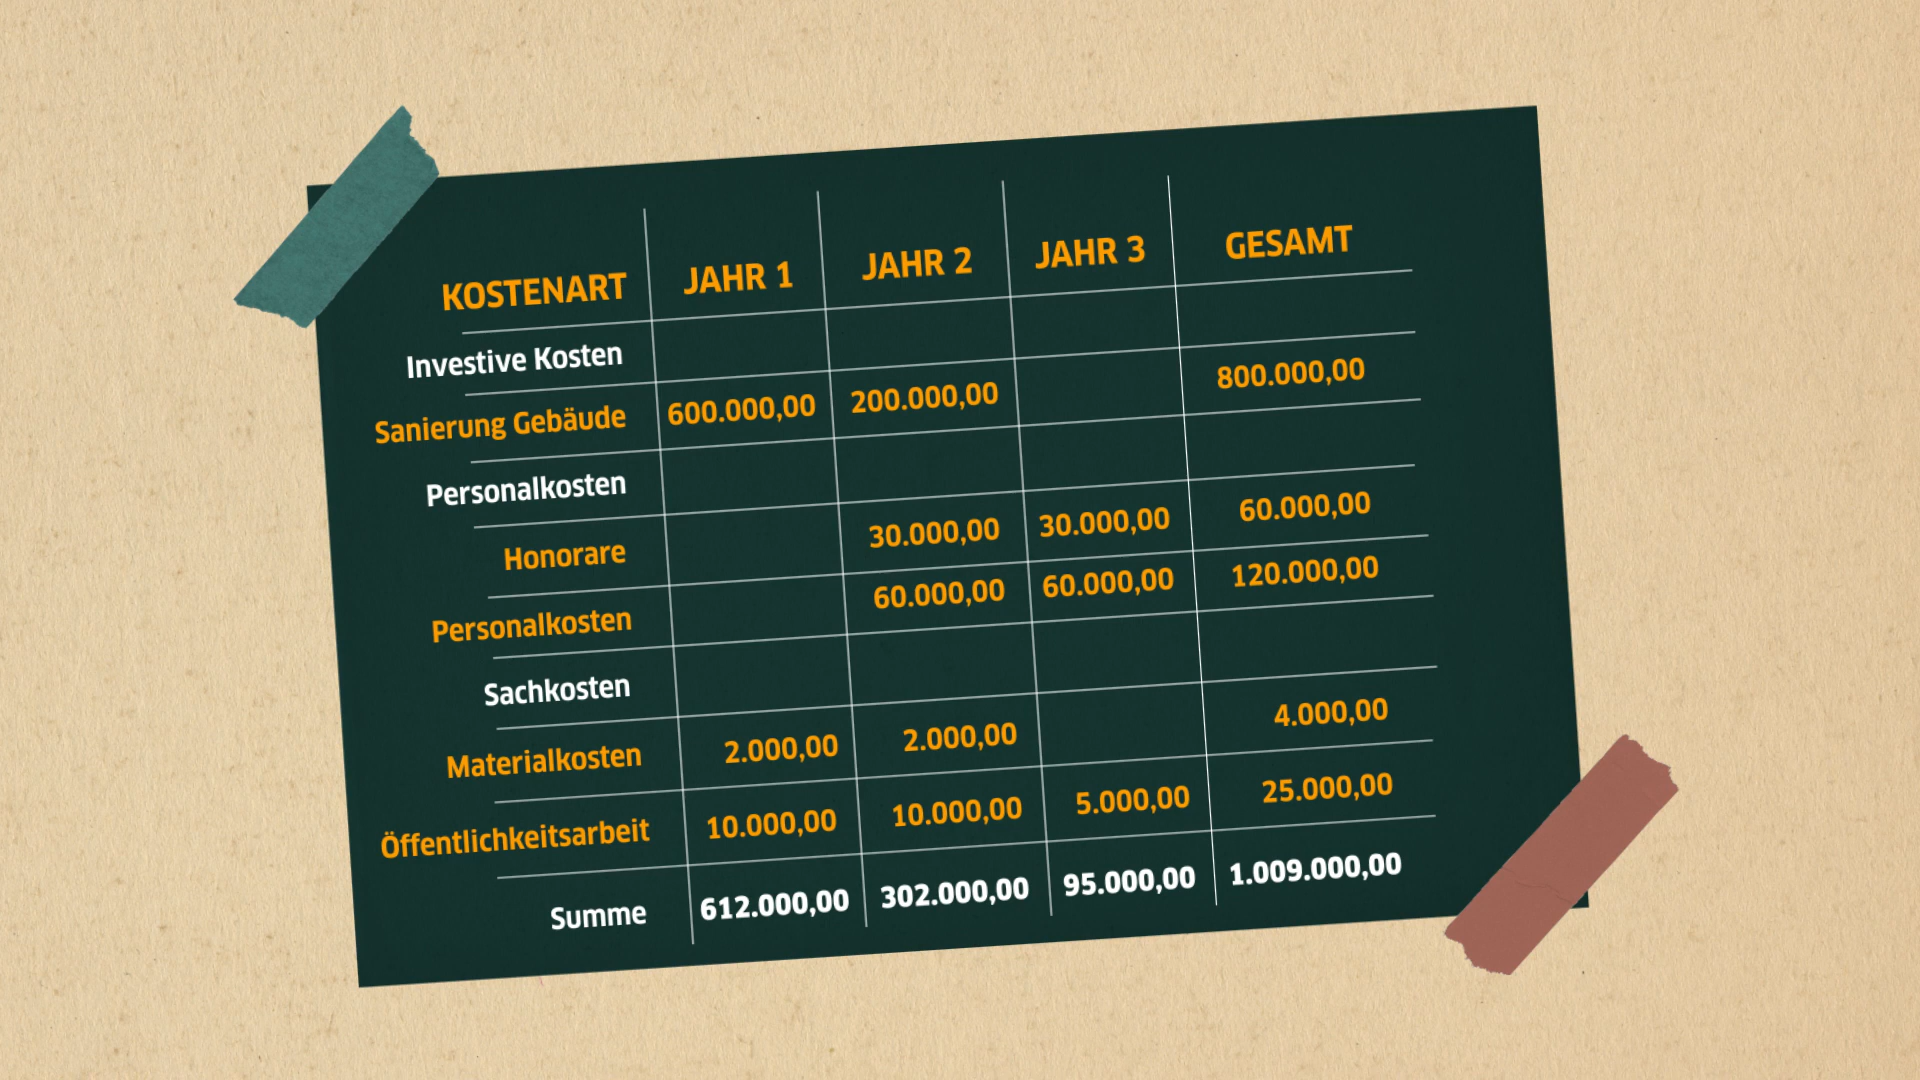 KOSTENART JAHR 1 JAHR 2 JAHR 3 GESAMT
Investive Kosten
Sanierung Gebäude 600.000,00 200.000,00 800.000,00
Personalkosten
Honorare 30.000,00 30.000,00 60.000,00
Personalkosten 60.000,00 60.000,00 120.000,00
Sachkosten
Materialkosten 2.000,00 2.000,00 4.000,00
Öffentlichkeitsarbeit 10.000,00 10.000,00 5.000,00 25.000,00
Summe 612.000,00 302.000,00 95.000,00 1.009.000,00